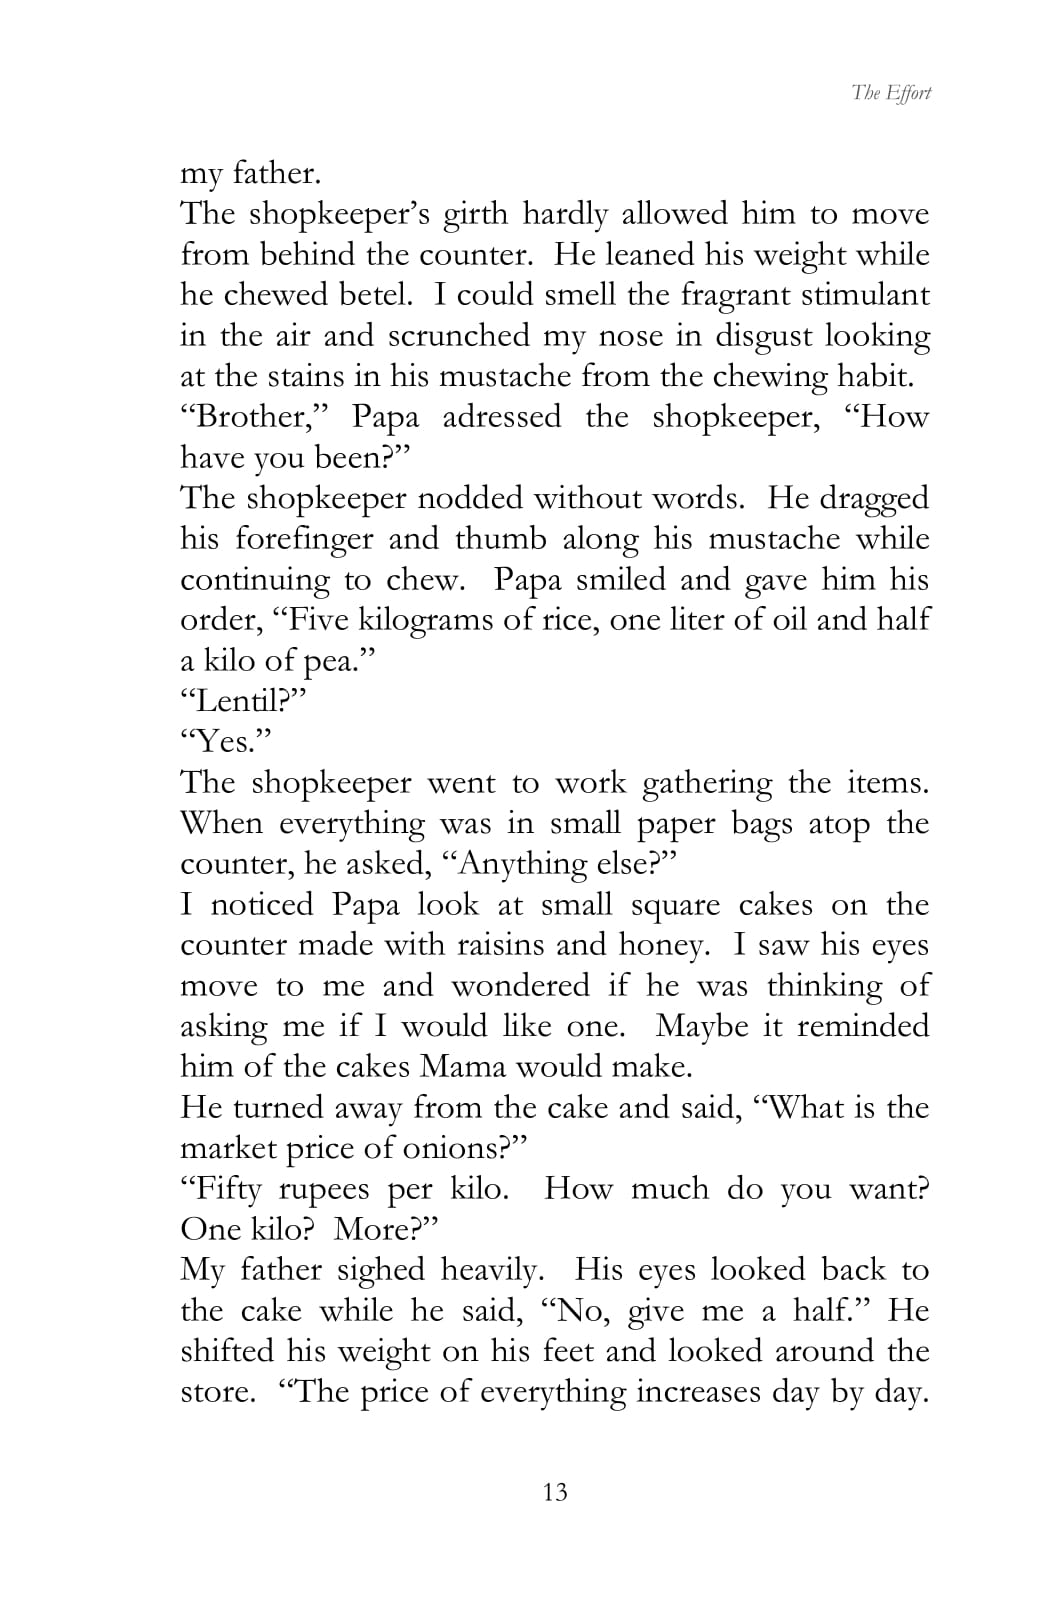 The Effort
my father.
The shopkeeper’s girth hardly allowed him to move
from behind the counter.  He leaned his weight while
he chewed betel.  I could smell the fragrant stimulant
in the air and scrunched my nose in disgust looking
at the stains in his mustache from the chewing habit.
“Brother,” Papa adressed the shopkeeper, “How
have you been?”
The shopkeeper nodded without words.  He dragged
his forefinger and thumb along his mustache while
continuing to chew.  Papa smiled and gave him his
order, “Five kilograms of rice, one liter of oil and half
a kilo of pea.”
“Lentil?”
“Yes.”
The shopkeeper went to work gathering the items.
When everything was in small paper bags atop the
counter, he asked, “Anything else?”
I noticed Papa look at small square cakes on the
counter made with raisins and honey.  I saw his eyes
move to me and wondered if he was thinking of
asking me if I would like one.  Maybe it reminded
him of the cakes Mama would make.
He turned away from the cake and said, “What is the
market price of onions?”
“Fifty rupees per kilo.  How much do you want?
One kilo?  More?”
My father sighed heavily.  His eyes looked back to
the cake while he said, “No, give me a half.” He
shifted his weight on his feet and looked around the
store.  “The price of everything increases day by day.
13